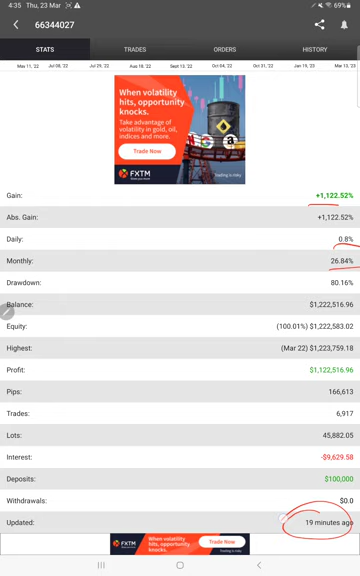 4:35 Thu, 23 Mar 69%
66344027
STATS TRADES ORDERS HISTORY
May 11, '22 Jul 08, '22 Jul 29, '22 Aug 18, '22 Sept 13, '22 Oct 04, '22 Oct 31, '22 Jan 19, '23 Mar 13, '23
When volatility
hits, opportunity
knocks.
Take advantage of
volatility in gold, oil,
indices and more.
Trade Now
FXTM
Trading is risky
Gain: +1,122.52%
Abs. Gain: +1,122.52%
Daily: 0.8%
Monthly: 26.84%
Drawdown: 80.16%
Balance: $1,222,516.96
Equity: (100.01%) $1,222,583.02
Highest: (Mar 22) $1,223,759.18
Profit: $1,122,516.96
Pips: 166,613
Trades: 6,917
Lots: 45,882.05
Interest: -$9,629.58
Deposits: $100,000
Withdrawals: $0.0
Updated: 19 minutes ago
FXTM
When volatility
hits, opportunity
knocks.
Trade Now